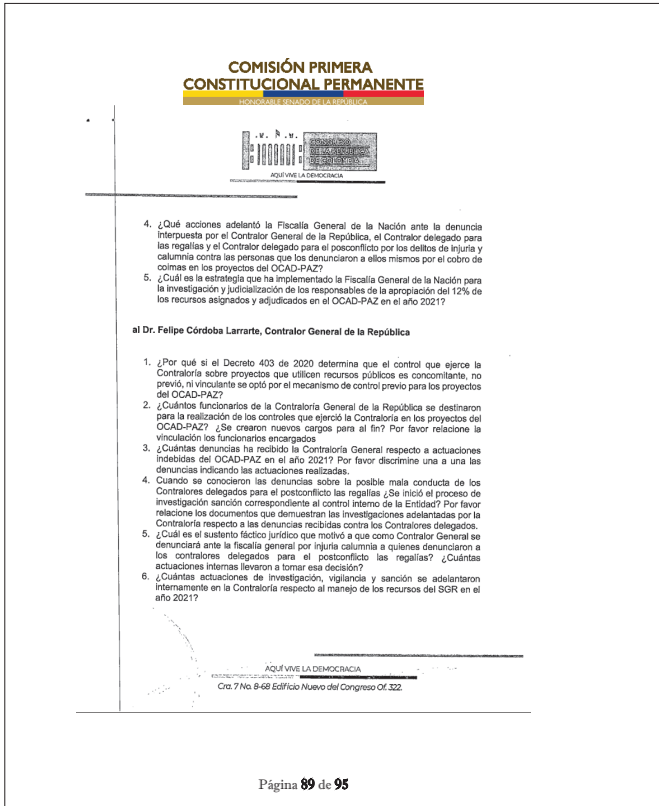 COMISIÓN PRIMERA
CONSTITUCIONAL PERMANENTE
HONORABLE SENADO DE LA REPÚBLICA
CONGRESO
DE LA REPÚBLICA
DE COLOMBIA
AQUÍ VIVE LA DEMOCRACIA
4. ¿Qué acciones adelantó la Fiscalía General de la Nación ante la denuncia
interpuesta por el Contralor General de la República, el Contralor delegado para
las regalías y el Contralor delegado para el posconflicto por los delitos de injuria y
calumnia contra las personas que los denunciaron a ellos mismos por el cobro de
coimas en los proyectos del OCAD-PAZ?
5. ¿Cuál es la estrategia que ha implementado la Fiscalía General de la Nación para
la investigación y judicialización de los responsables de la apropiación del 12% de
los recursos asignados y adjudicados en el OCAD-PAZ en el año 2021?
al Dr. Felipe Córdoba Larrarte, Contralor General de la República
1. ¿Por qué si el Decreto 403 de 2020 determina que el control que ejerce la
Contraloría sobre proyectos que utilicen recursos públicos es concomitante, no
previó, ni vinculante se optó por el mecanismo de control previo para los proyectos
del OCAD-PAZ?
2. ¿Cuántos funcionarios de la Contraloría General de la República se destinaron
para la realización de los controles que ejerció la Contraloría en los proyectos del
OCAD-PAZ? ¿Se crearon nuevos cargos para al fin? Por favor relacione la
vinculación los funcionarios encargados
3. ¿Cuántas denuncias ha recibido la Contraloría General respecto a actuaciones
indebidas del OCAD-PAZ en el año 2021? Por favor discrimine una a una las
denuncias indicando las actuaciones realizadas.
4. Cuando se conocieron las denuncias sobre la posible mala conducta de los
Contralores delegados para el postconflicto las regalías ¿Se inició el proceso de
investigación sanción correspondiente al control interno de la Entidad? Por favor
relacione los documentos que demuestran las investigaciones adelantadas por la
Contraloría respecto a las denuncias recibidas contra los Contralores delegados.
5. ¿Cuál es el sustento fáctico jurídico que motivó a que como Contralor General se
denunciará ante la fiscalía general por injuria calumnia a quienes denunciaron a
los contralores delegados para el postconflicto las regalías? ¿Cuántas
actuaciones internas llevaron a tomar esa decisión?
6. ¿Cuántas actuaciones de investigación, vigilancia y sanción se adelantaron
internamente en la Contraloría respecto al manejo de los recursos del SGR en el
año 2021?
AQUÍ VIVE LA DEMOCRACIA
Cra. 7 No. 8-68 Edificio Nuevo del Congreso Of. 322.
Página 89 de 95